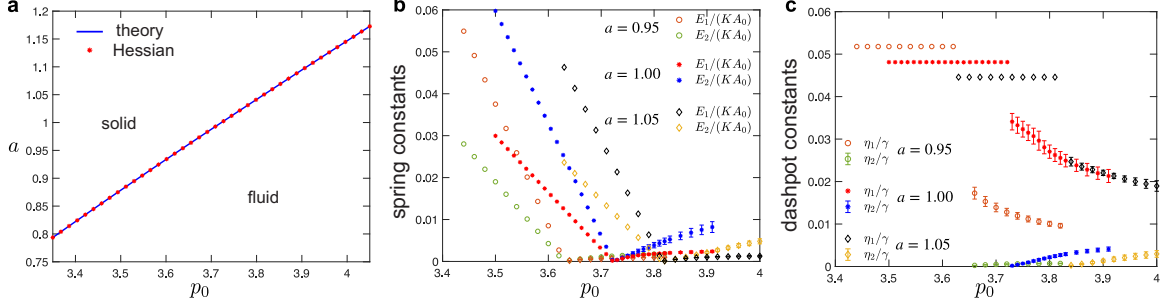 a
1.2
1.15
1.1
1.05
1
0.95
0.9
0.85
0.8
0.75
a
theory
Hessian
solid
fluid
3.4 3.5 3.6 3.7 3.8 3.9 4
p0
b
0.06
0.05
0.04
0.03
0.02
0.01
0
spring constants
a = 0.95
E1/(KA0)
E2/(KA0)
a = 1.00
E1/(KA0)
E2/(KA0)
a = 1.05
E1/(KA0)
E2/(KA0)
3.4 3.5 3.6 3.7 3.8 3.9 4
p0
c
0.06
0.05
0.04
0.03
0.02
0.01
0
dashpot constants
η1/γ
η2/γ
a = 0.95
η1/γ
η2/γ
a = 1.00
η1/γ
η2/γ
a = 1.05
3.4 3.5 3.6 3.7 3.8 3.9 4
p0